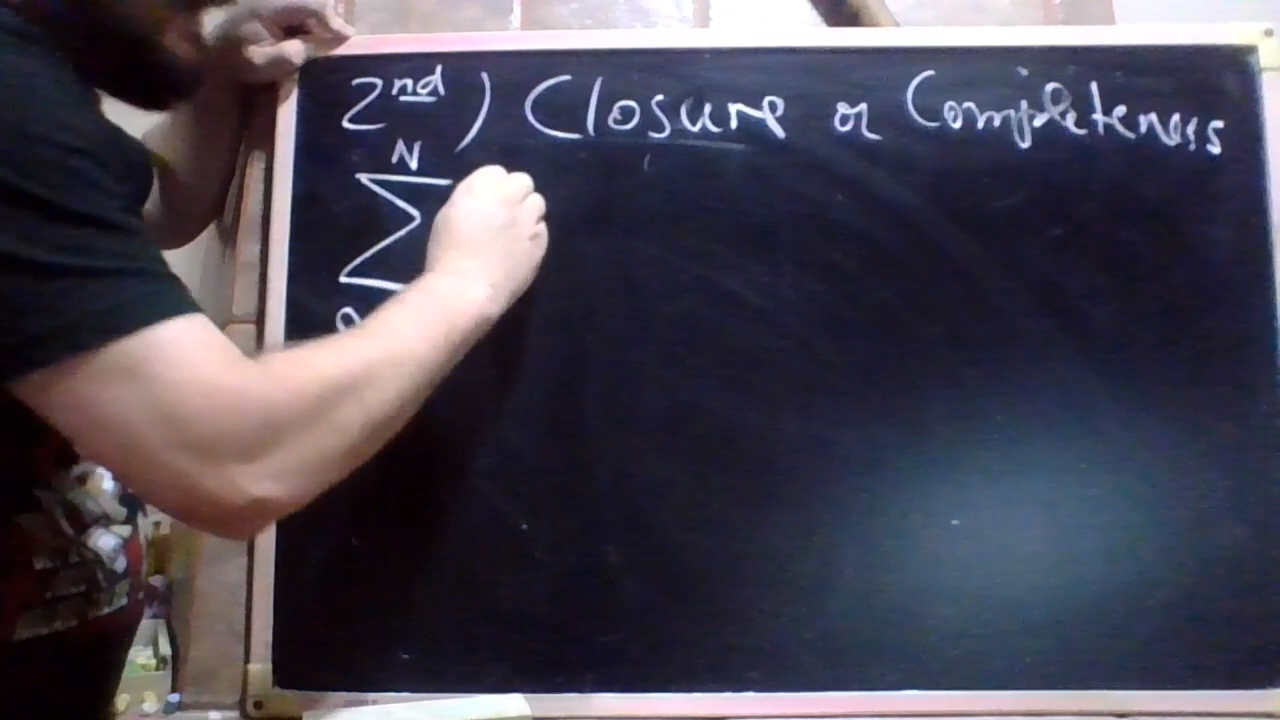 2nd) Closure or Completeness
N
Σ